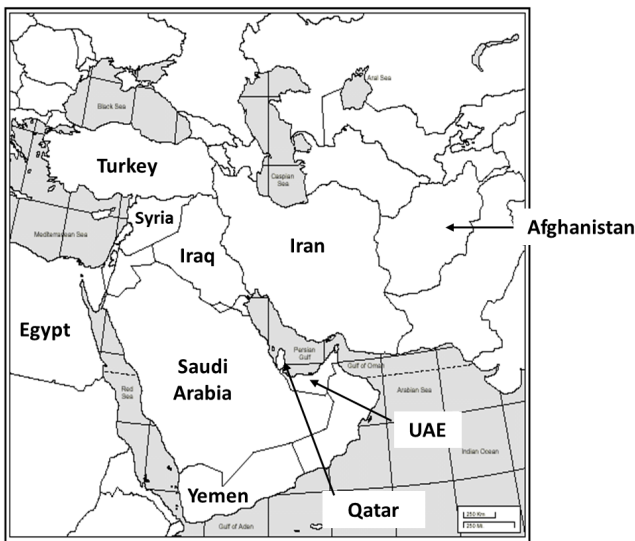 Aral Sea
Black Sea
Turkey
Caspian
Sea
Syria
Mediterranean Sea
Afghanistan
Iraq
Iran
Egypt
Persian
Gulf
Gulf of Oman
Saudi
Arabia
Red
Sea
Arabian Sea
UAE
Indian Ocean
Yemen
Qatar
Gulf of Aden
250 Km.
250 Mi.